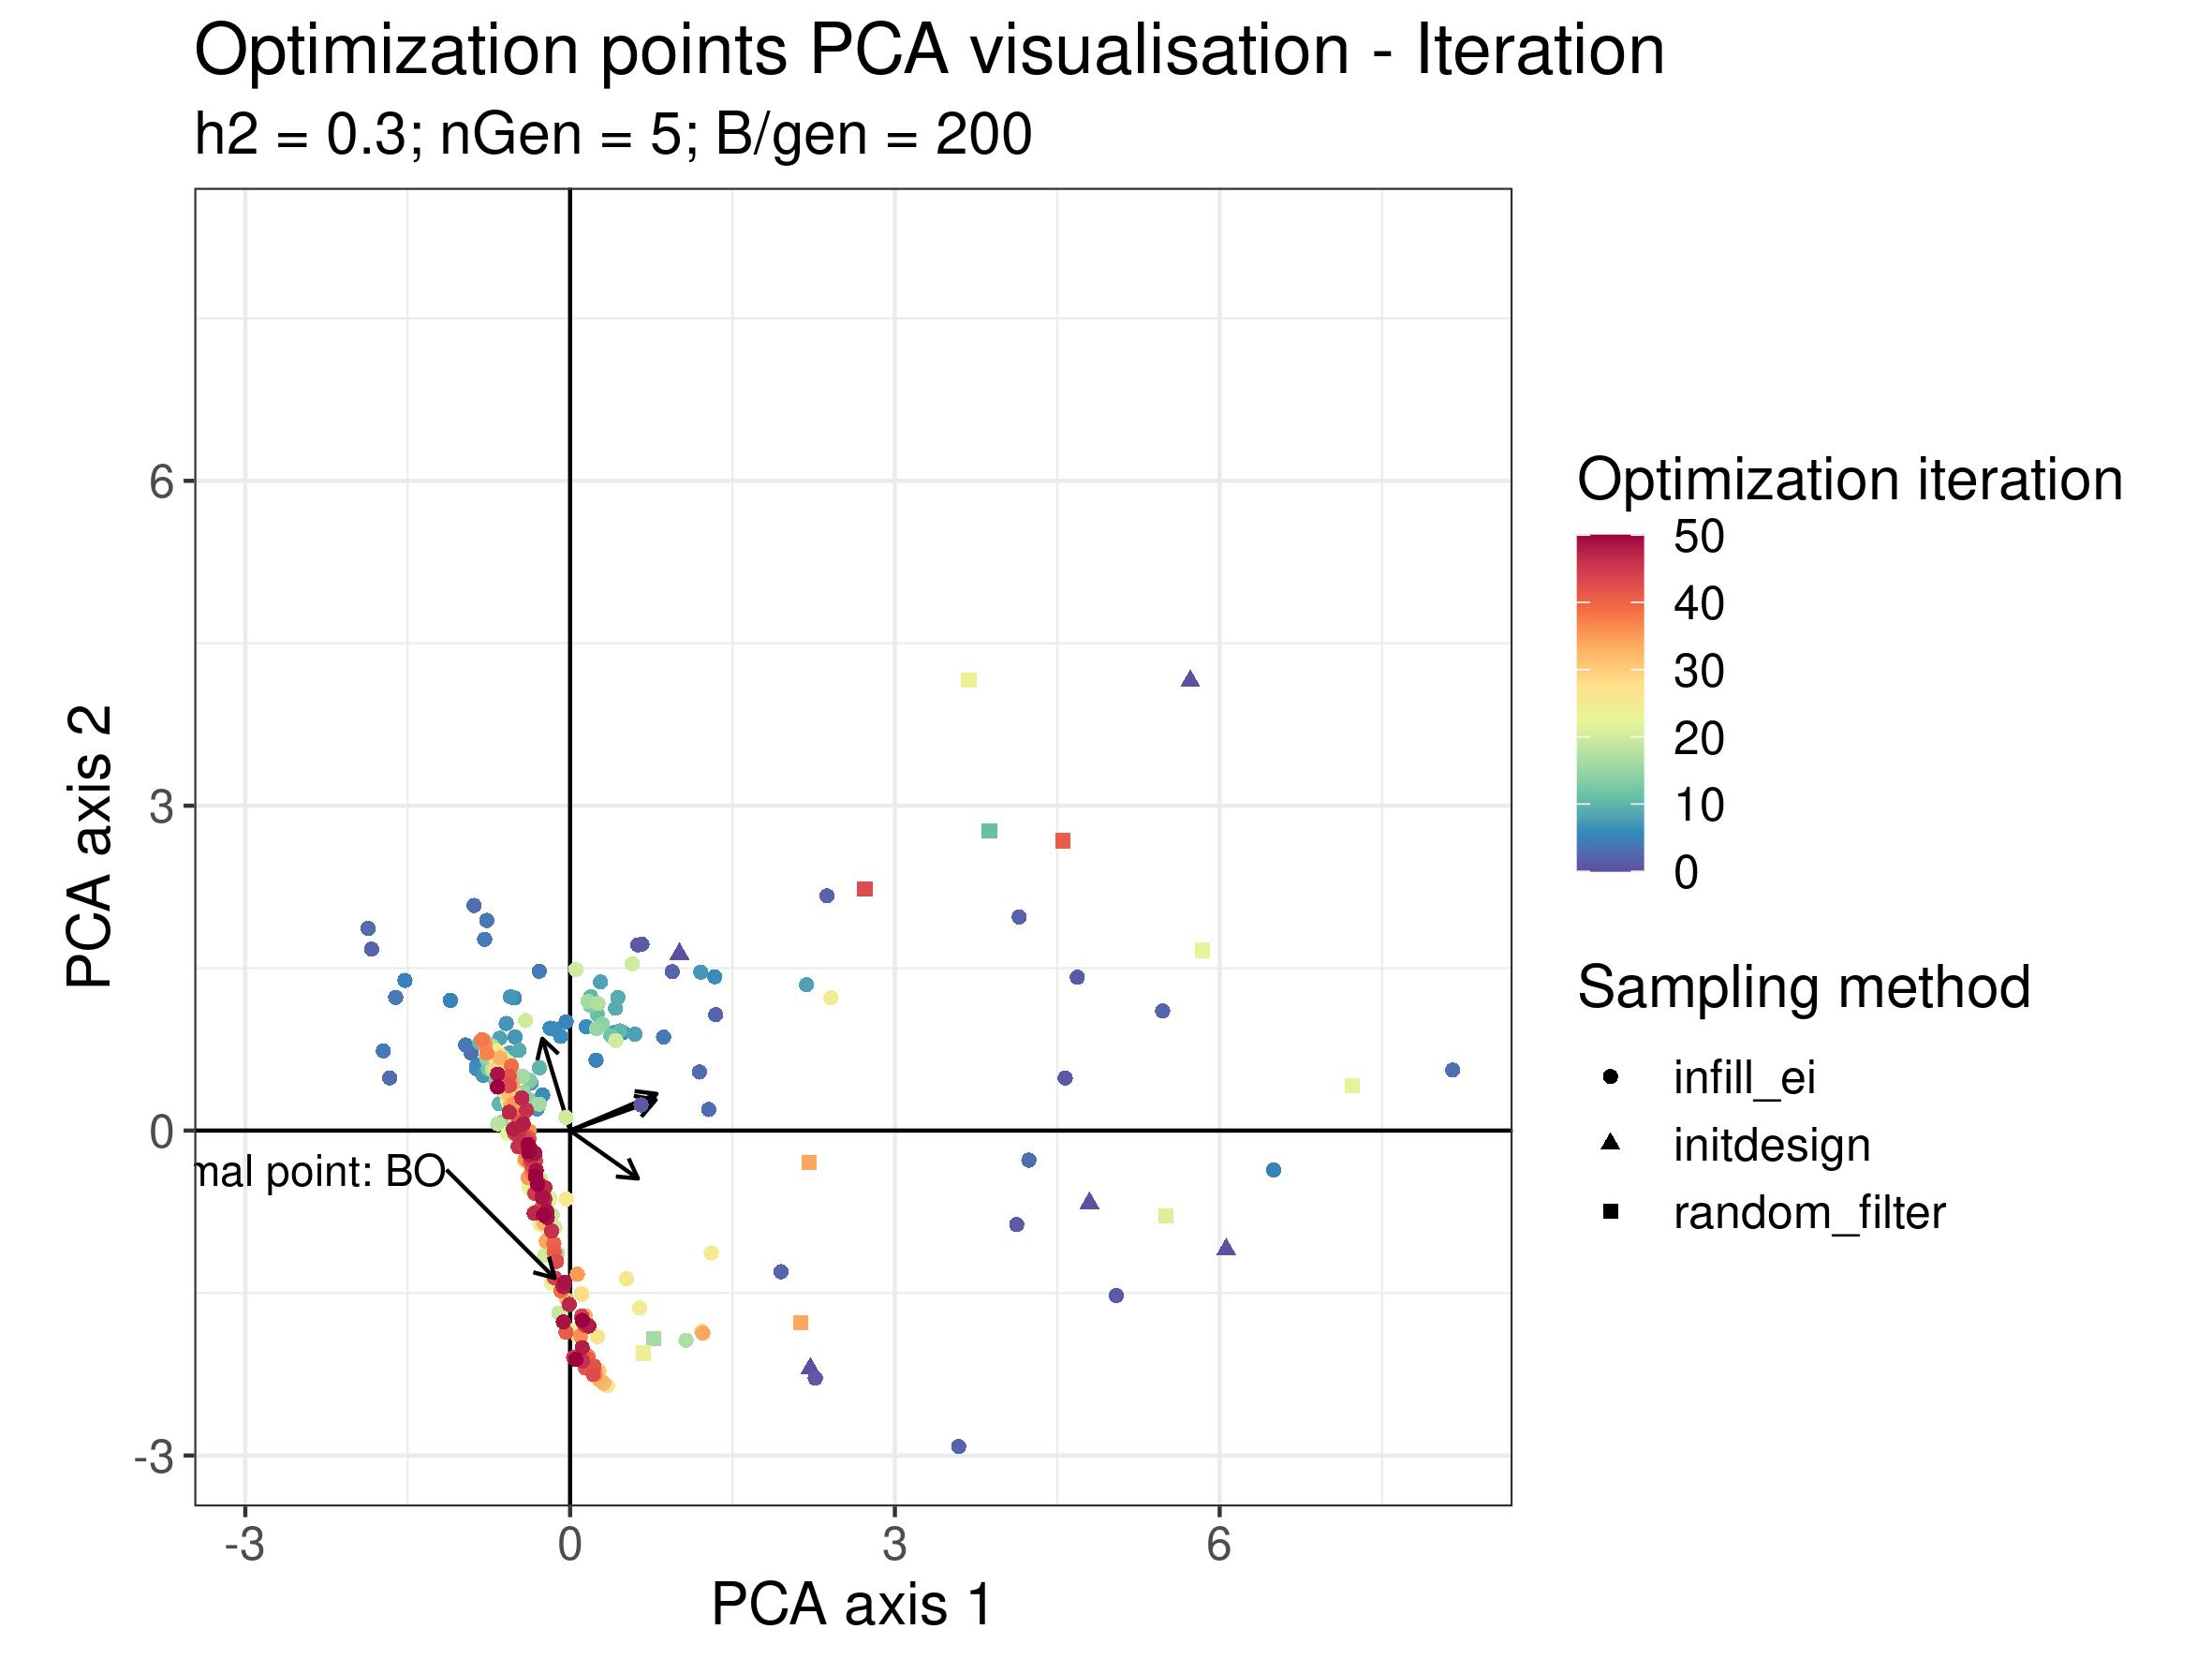 Optimization points PCA visualisation - Iteration
h2 = 0.3; nGen = 5; B/gen = 200
PCA axis 2
6
3
0
-3
mal point: BO
-3
0
3
6
PCA axis 1
Optimization iteration
50
40
30
20
10
0
Sampling method
infill_ei
initdesign
random_filter